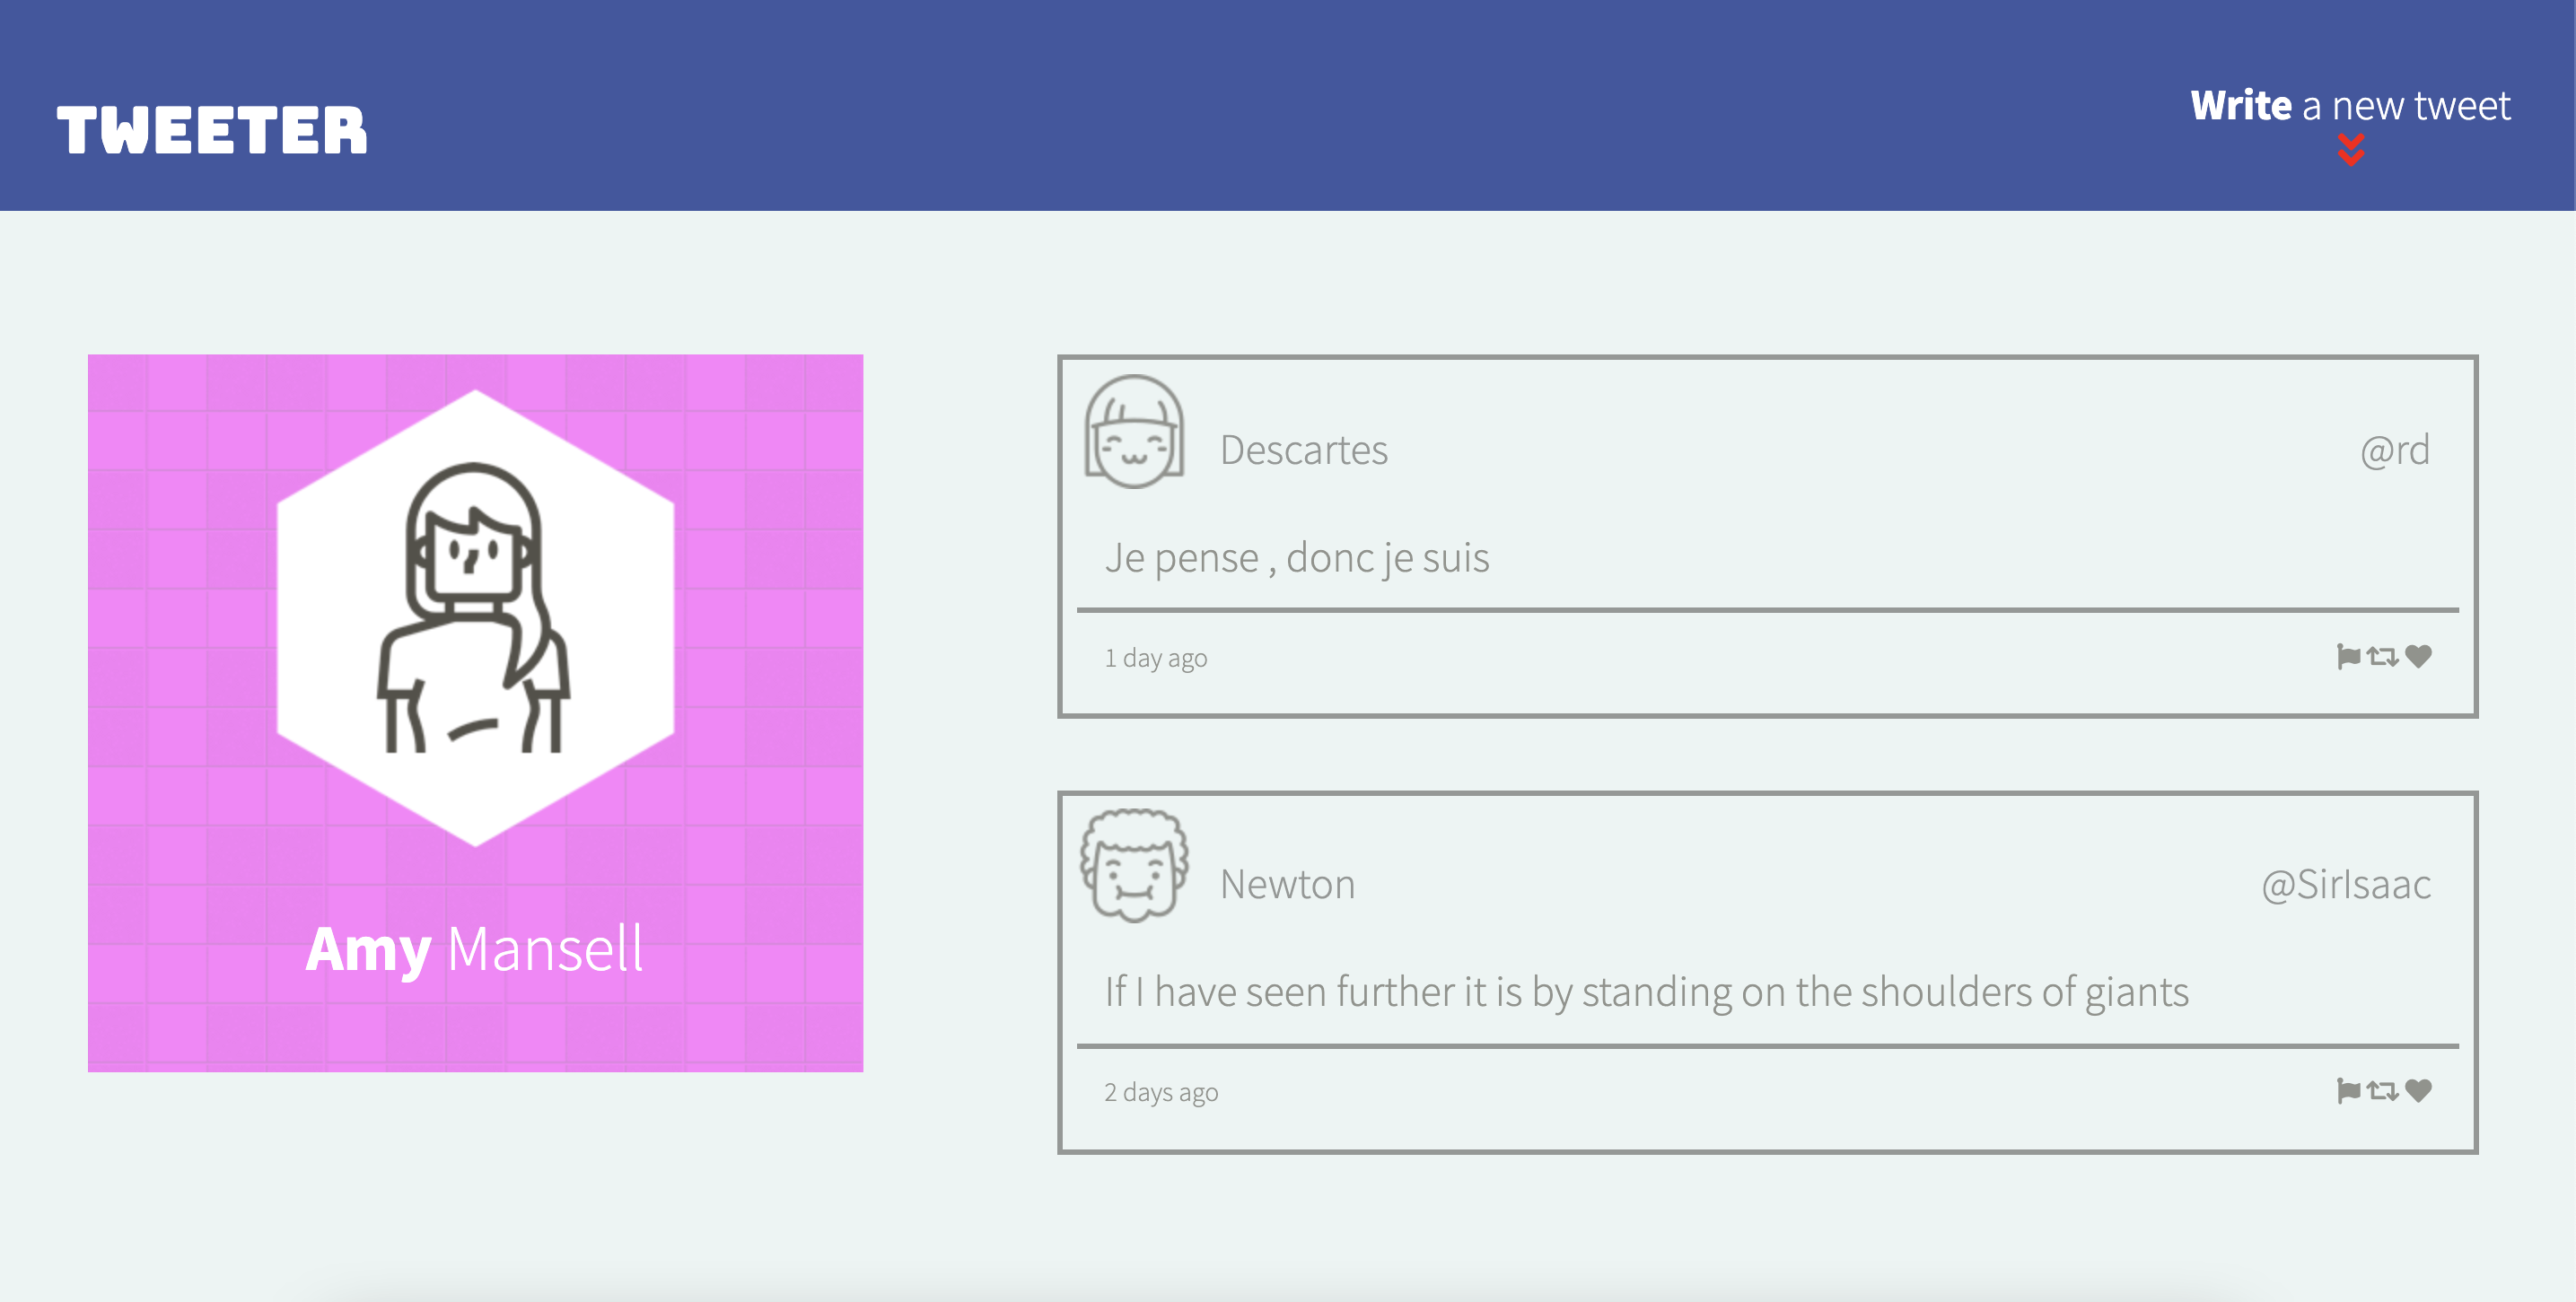 TWEETER
Write a new tweet
Amy Mansell
Descartes
@rd
Je pense , donc je suis
1 day ago
Newton
@SirIsaac
If I have seen further it is by standing on the shoulders of giants
2 days ago